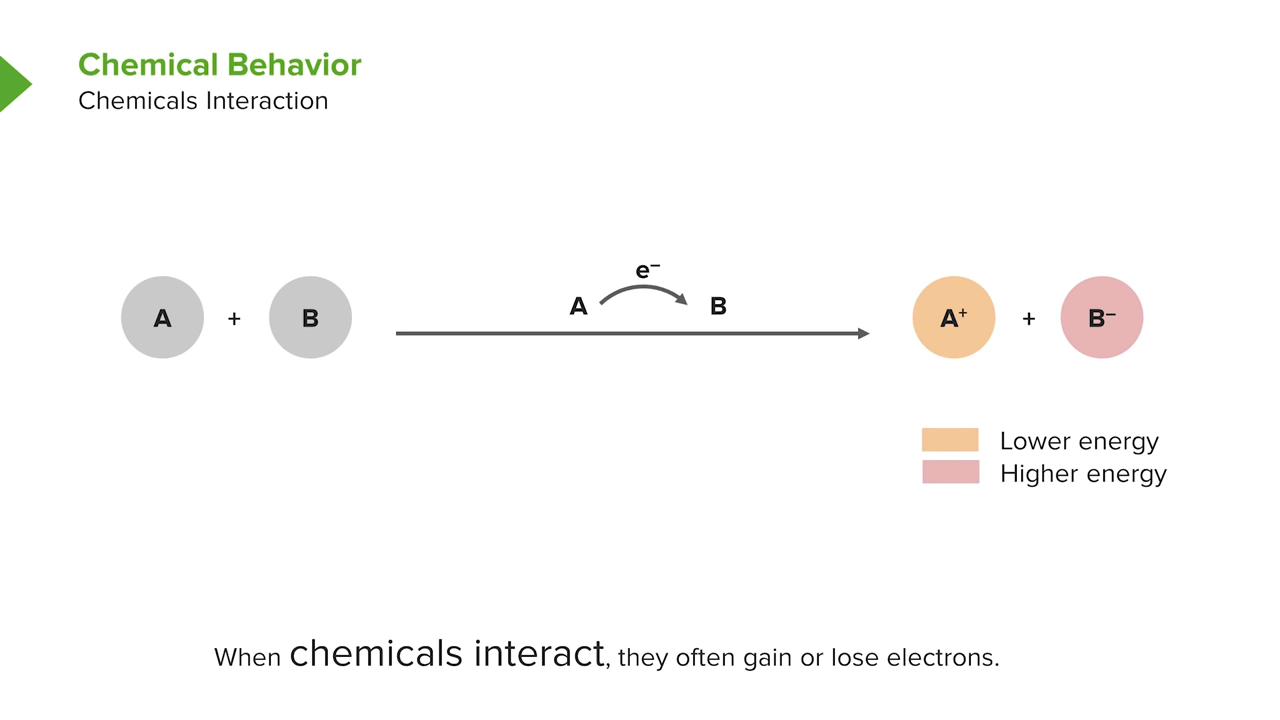 Chemical Behavior
Chemicals Interaction
e⁻
A B
A + B
A⁺ + B⁻
Lower energy
Higher energy
When chemicals interact, they often gain or lose electrons.